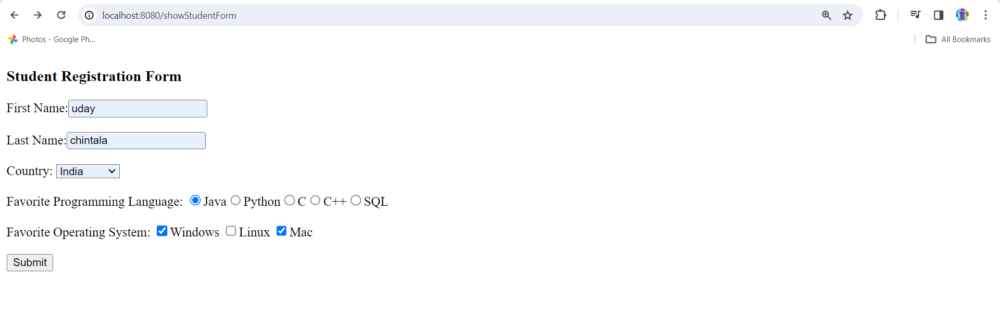 localhost:8080/showStudentForm
Photos - Google Ph...
All Bookmarks
Student Registration Form
First Name: uday
Last Name: chintala
Country: India
Favorite Programming Language: Java Python C C++ SQL
Favorite Operating System: Windows Linux Mac
Submit